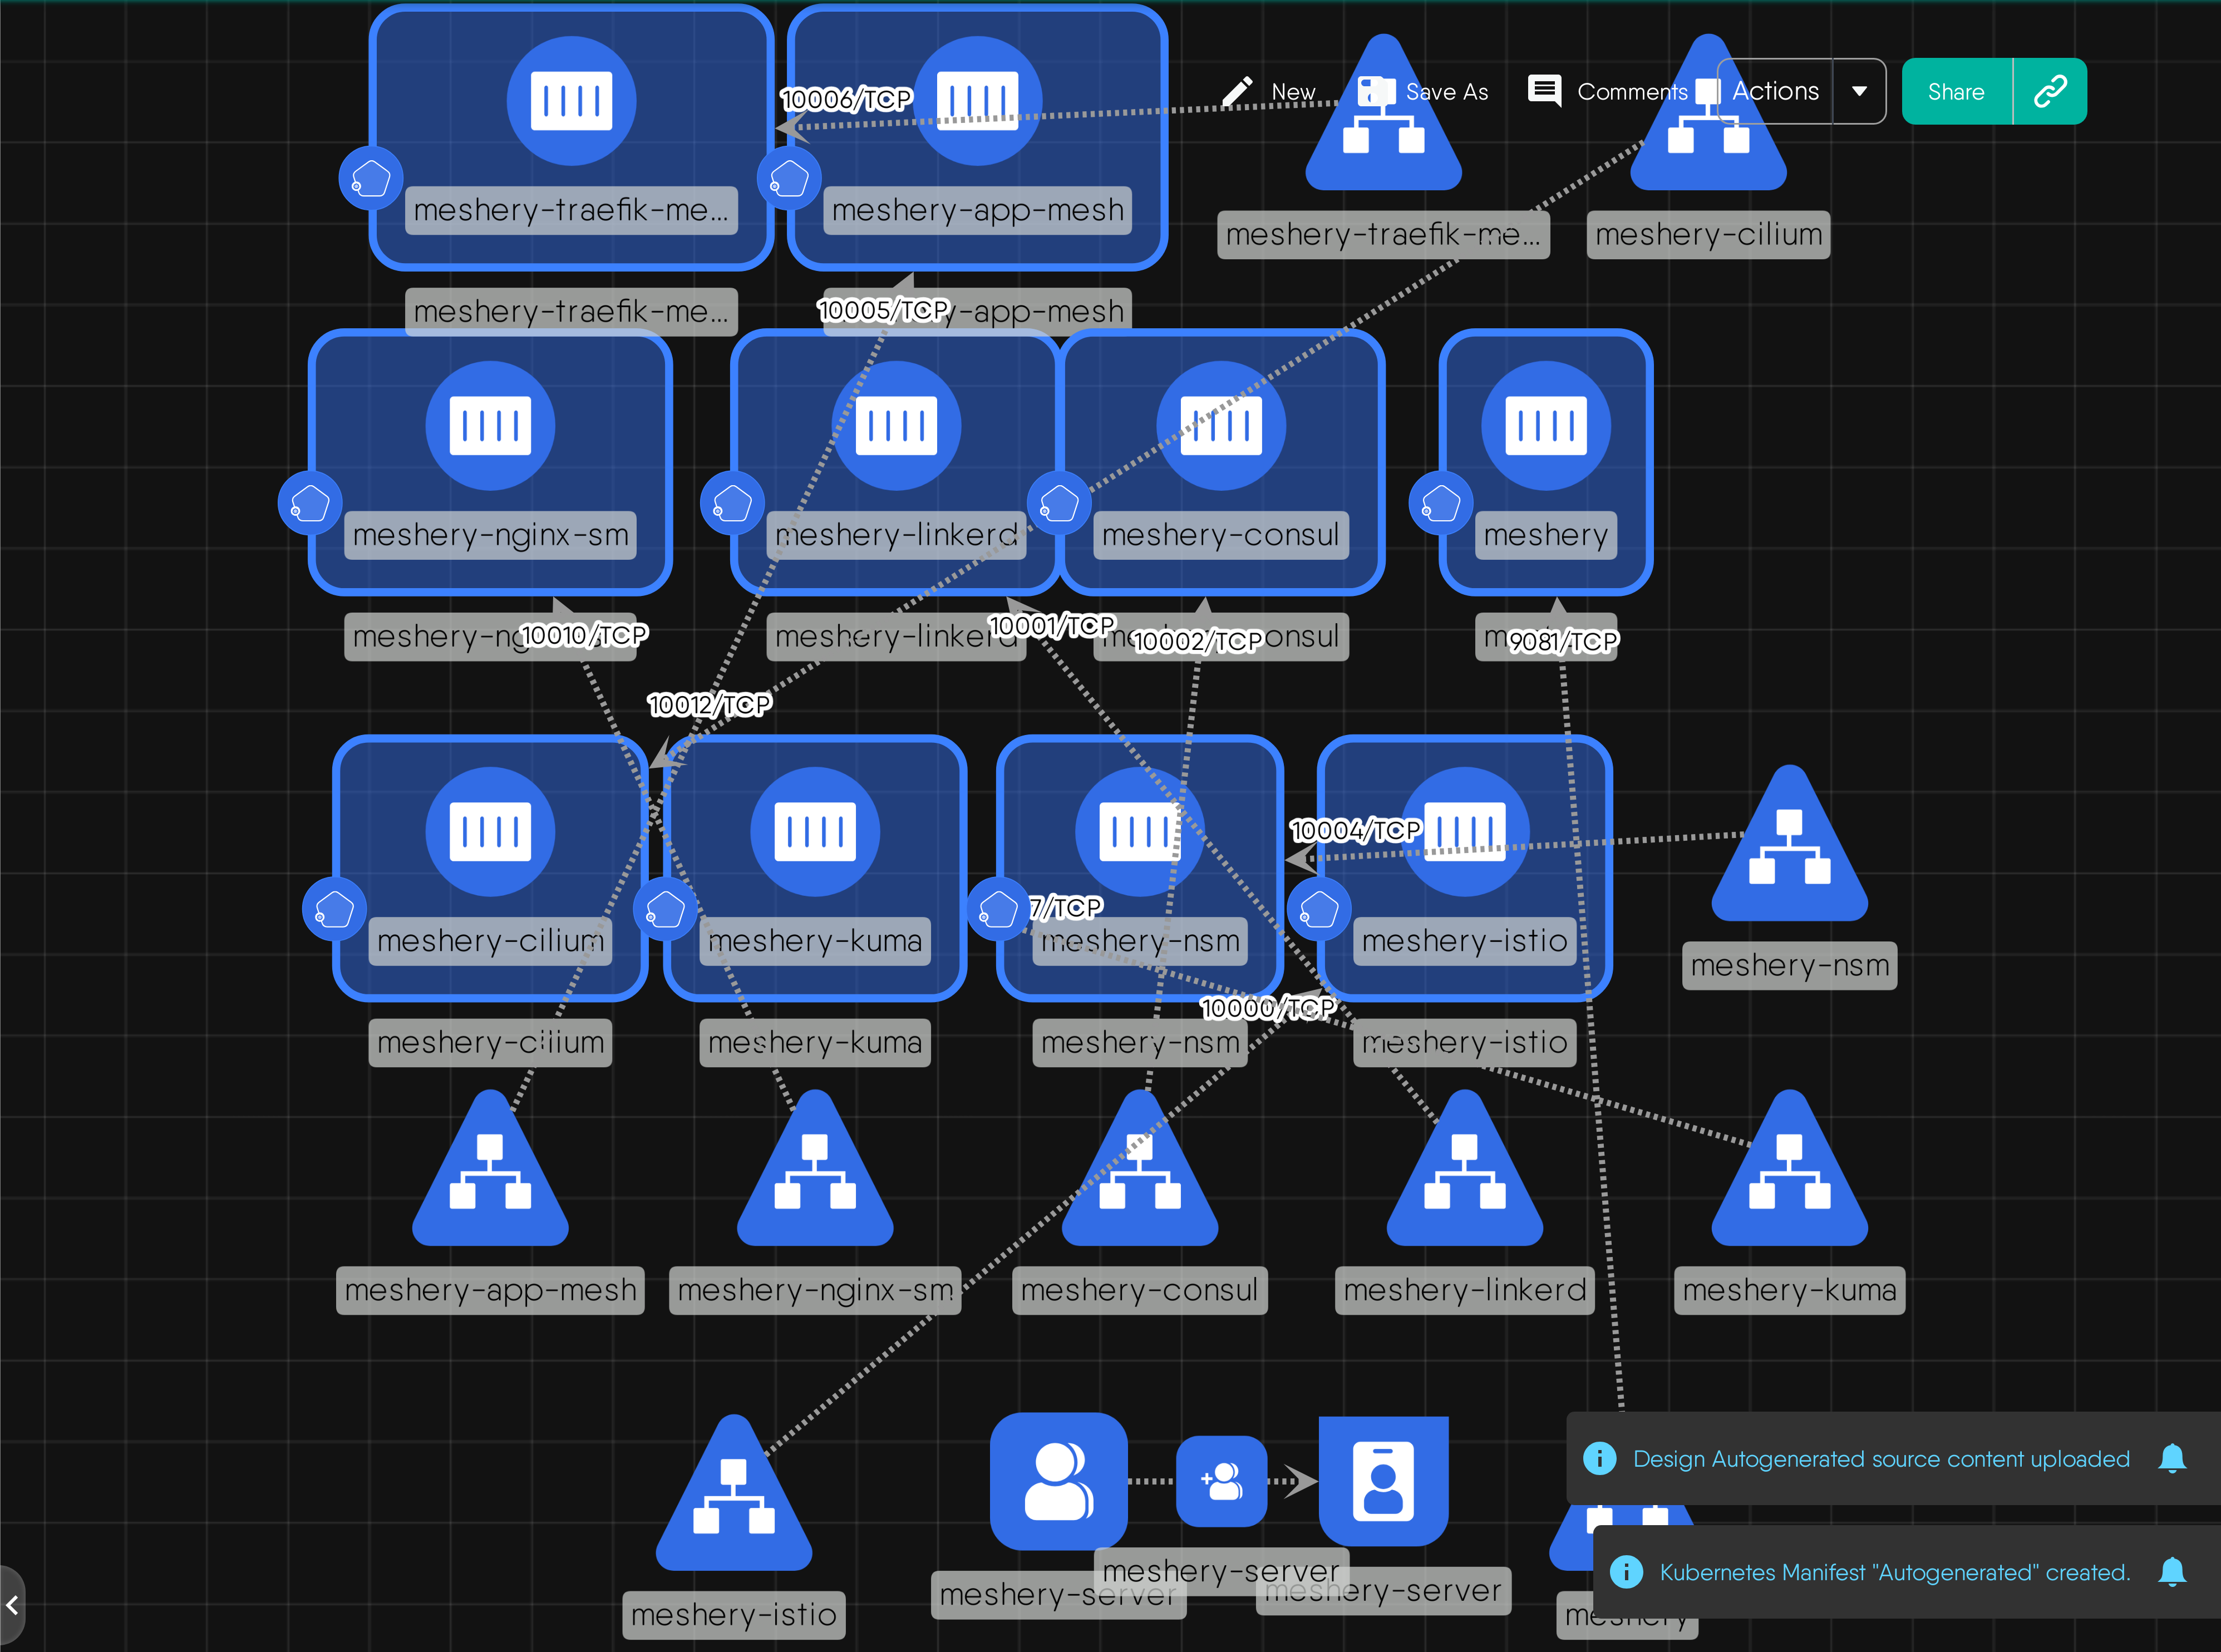 10006/TCP
New
Save As
Comments
Actions
Share
meshery-traefik-me...
meshery-app-mesh
meshery-traefik-me...
meshery-cilium
meshery-traefik-me...
10005/TCP
y-app-mesh
meshery-nginx-sm
meshery-linkerd
meshery-consul
meshery
10010/TCP
meshery-linkerd
10001/TCP
10002/TCP
onsul
9081/TCP
10012/TCP
10004/TCP
7/TCP
meshery-cilium
meshery-kuma
meshery-nsm
meshery-istio
meshery-nsm
10000/TCP
meshery-cilium
meshery-kuma
meshery-nsm
meshery-istio
meshery-app-mesh
meshery-nginx-sm
meshery-consul
meshery-linkerd
meshery-kuma
Design Autogenerated source content uploaded
Kubernetes Manifest "Autogenerated" created.
meshery-server
meshery-server
meshery-server
meshery-istio
meshery